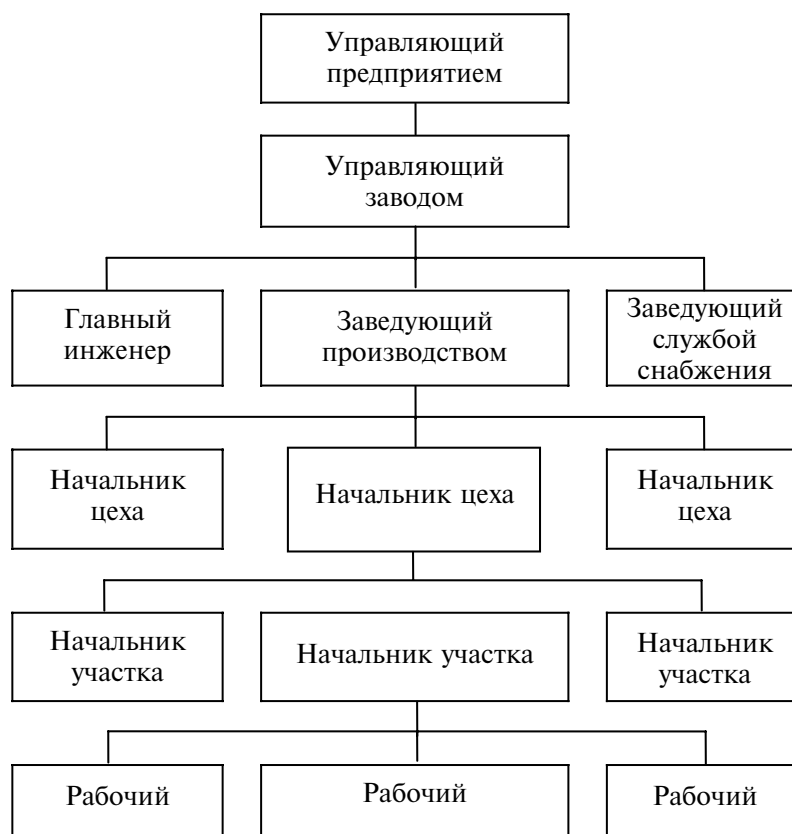 Управляющий
предприятием
Управляющий
заводом
Главный
инженер
Заведующий
производством
Заведующий
службой
снабжения
Начальник
цеха
Начальник цеха
Начальник
цеха
Начальник
участка
Начальник участка
Начальник
участка
Рабочий
Рабочий
Рабочий